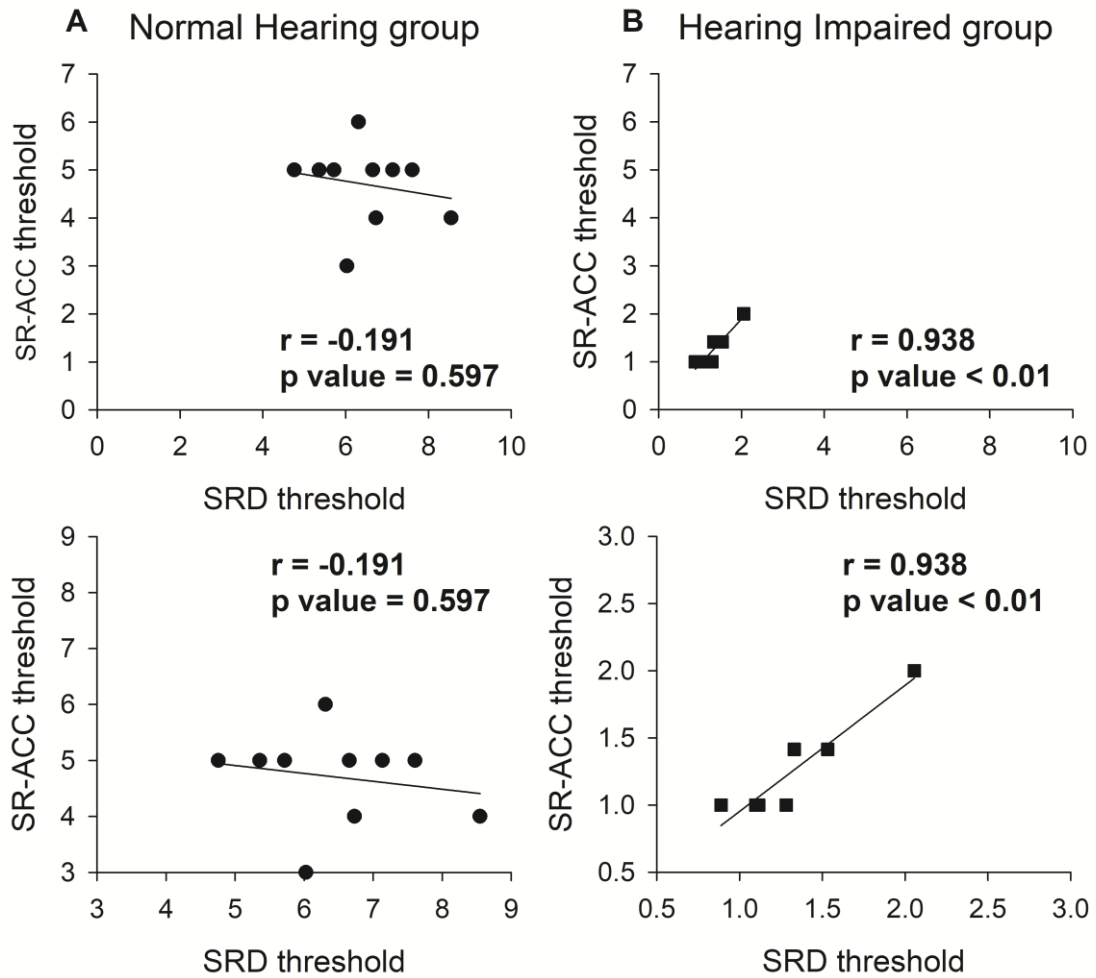 A Normal Hearing group
B Hearing Impaired group
SR-ACC threshold
7
6
5
4
3
2
1
0
r = -0.191
p value = 0.597
0 2 4 6 8 10
SRD threshold
SR-ACC threshold
7
6
5
4
3
2
1
0
r = 0.938
p value < 0.01
0 2 4 6 8 10
SRD threshold
SR-ACC threshold
9
8
7
6
5
4
3
r = -0.191
p value = 0.597
3 4 5 6 7 8 9
SRD threshold
SR-ACC threshold
3.0
2.5
2.0
1.5
1.0
0.5
r = 0.938
p value < 0.01
0.5 1.0 1.5 2.0 2.5 3.0
SRD threshold